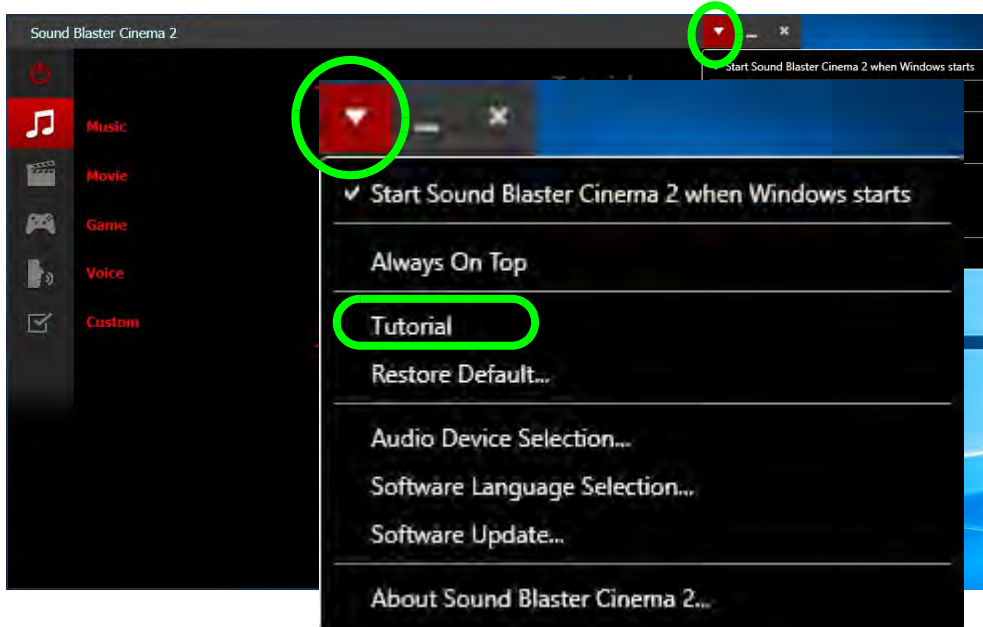 Sound Blaster Cinema 2
Start Sound Blaster Cinema 2 when Windows starts
Tutorial
Music
Movie
Game
Voice
Custom
✓ Start Sound Blaster Cinema 2 when Windows starts
Always On Top
Tutorial
Restore Default...
Audio Device Selection...
Software Language Selection...
Software Update...
About Sound Blaster Cinema 2...